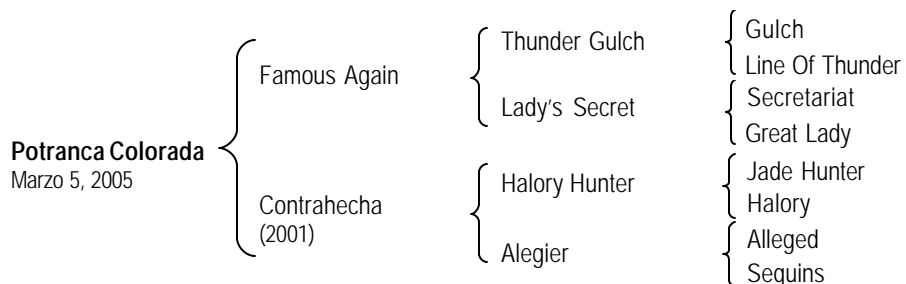 Potranca Colorada
Marzo 5, 2005
Famous Again
Contrahecha
(2001)
Thunder Gulch
Lady's Secret
Halory Hunter
Alegier
Gulch
Line Of Thunder
Secretariat
Great Lady
Jade Hunter
Halory
Alleged
Sequins